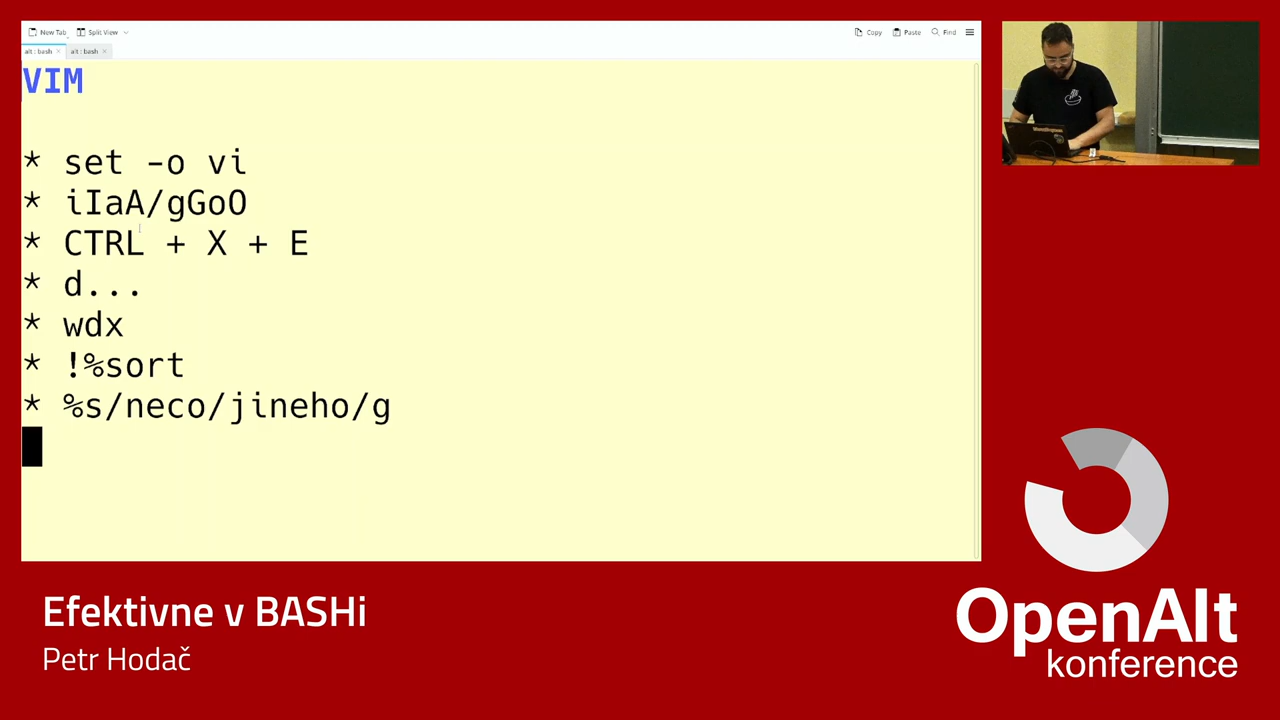 New Tab Split View Copy Paste Find
alt : bash alt : bash
VIM
* set -o vi
* iIaA/gGoO
* CTRL + X + E
* d...
* wdx
* !%sort
* %s/neco/jineho/g
Efektivne v BASHi
Petr Hodač
OpenAlt
konference